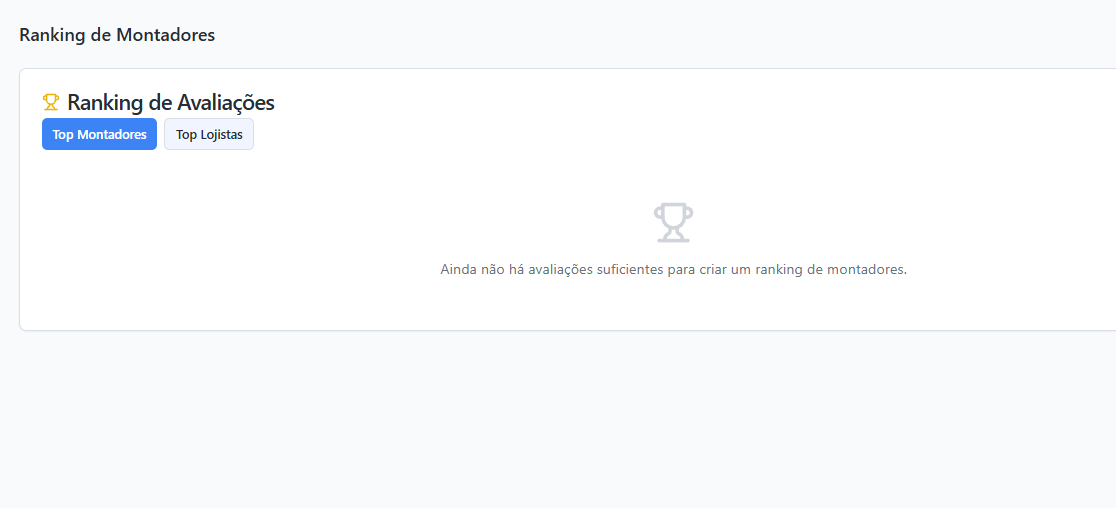 Ranking de Montadores
Ranking de Avaliações
Top Montadores Top Lojistas
Ainda não há avaliações suficientes para criar um ranking de montadores.